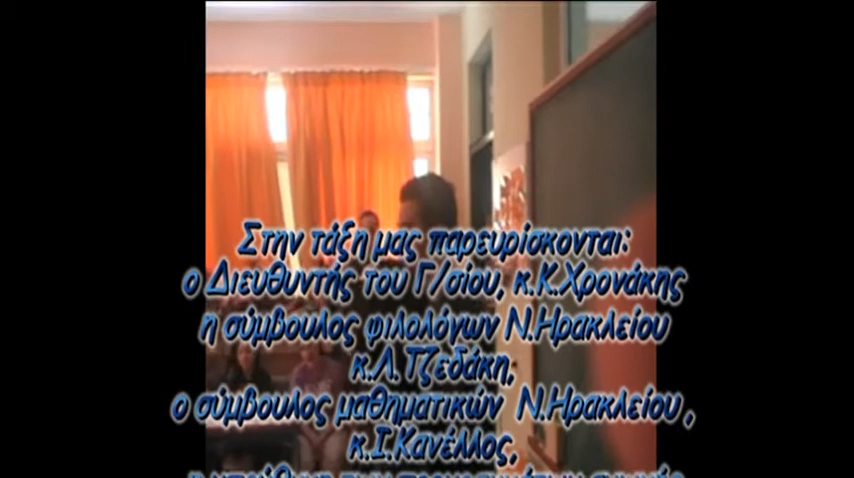 Στην τάξη μας παρευρίσκονται:
ο Διευθυντής του Γ/σίου, κ.Κ.Χρονάκης
η σύμβουλος φιλολόγων Ν.Ηρακλείου
κ.Λ. Τζεδάκη,
ο σύμβουλος μαθηματικών Ν.Ηρακλείου,
κ.Ι.Κανέλλος,